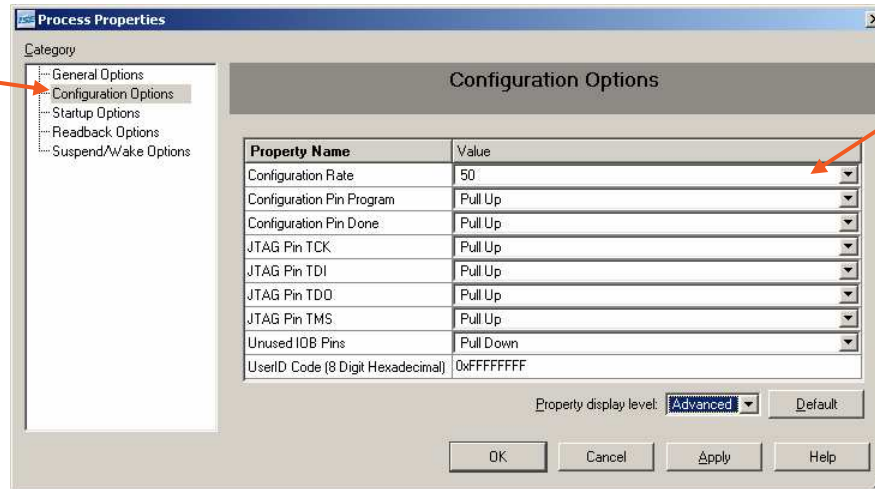 ISE Process Properties
Category
General Options
Configuration Options
Startup Options
Readback Options
Suspend/Wake Options
Configuration Options
Property Name Value
Configuration Rate 50
Configuration Pin Program Pull Up
Configuration Pin Done Pull Up
JTAG Pin TCK Pull Up
JTAG Pin TDI Pull Up
JTAG Pin TDO Pull Up
JTAG Pin TMS Pull Up
Unused IOB Pins Pull Down
UserID Code (8 Digit Hexadecimal) 0xFFFFFFFF
Property display level: Advanced Default
OK Cancel Apply Help